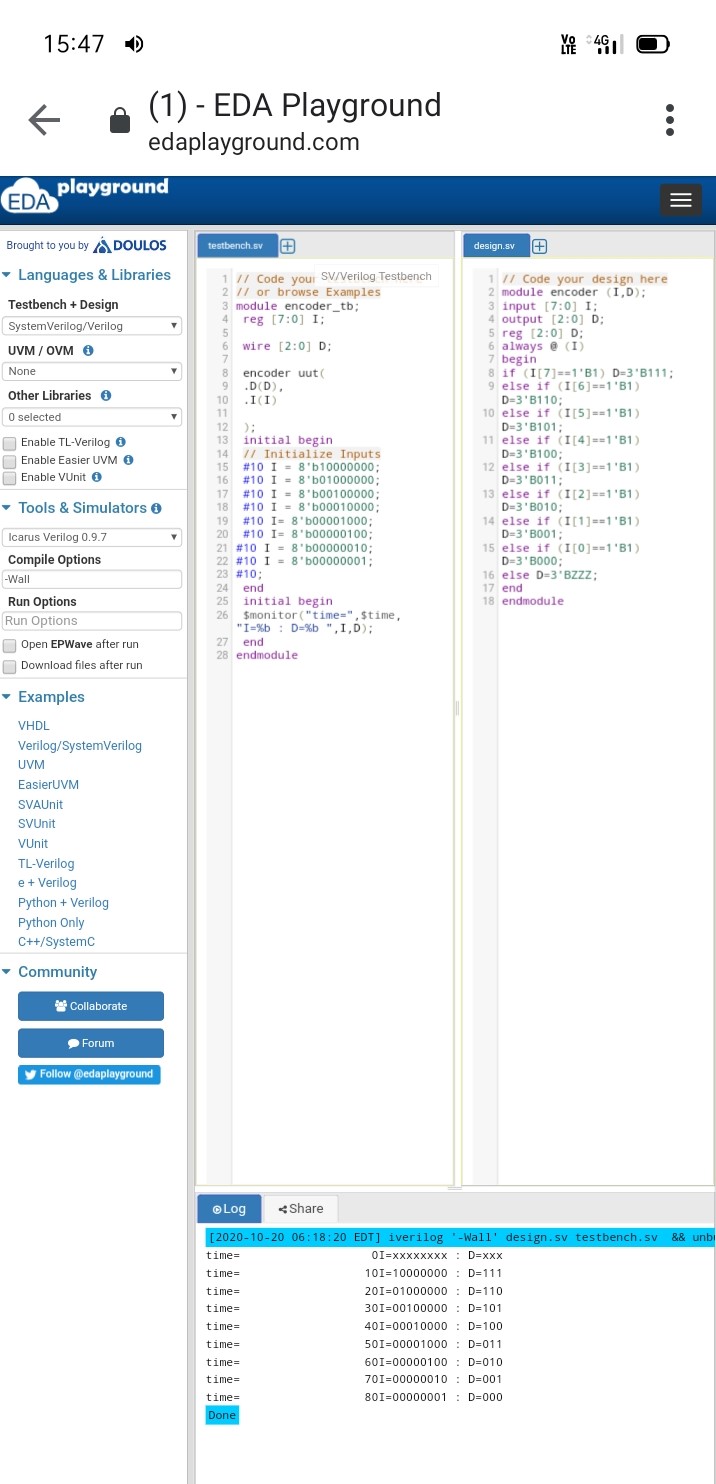 15:47
Vo
LTE
4G
(1) - EDA Playground
edaplayground.com
EDA playground
Brought to you by DOULOS
Languages & Libraries
Testbench + Design
SystemVerilog/Verilog
UVM / OVM
None
Other Libraries
0 selected
Enable TL-Verilog
Enable Easier UVM
Enable VUnit
Tools & Simulators
Icarus Verilog 0.9.7
Compile Options
-Wall
Run Options
Run Options
Open EPWave after run
Download files after run
Examples
VHDL
Verilog/SystemVerilog
UVM
EasierUVM
SVAUnit
SVUnit
VUnit
TL-Verilog
e + Verilog
Python + Verilog
Python Only
C++/SystemC
Community
Collaborate
Forum
Follow @edaplayground
testbench.sv
SV/Verilog Testbench
1 // Code your
2 // or browse Examples
3 module encoder_tb;
4 reg [7:0] I;
5
6 wire [2:0] D;
7
8 encoder uut(
9 .D(D),
10 .I(I)
11
12 );
13 initial begin
14 // Initialize Inputs
15 #10 I = 8'b10000000;
16 #10 I = 8'b01000000;
17 #10 I = 8'b00100000;
18 #10 I = 8'b00010000;
19 #10 I= 8'b00001000;
20 #10 I= 8'b00000100;
21 #10 I = 8'b00000010;
22 #10 I = 8'b00000001;
23 #10;
24 end
25 initial begin
26 $monitor("time=",$time,
"I=%b : D=%b ",I,D);
27 end
28 endmodule
design.sv
1 // Code your design here
2 module encoder (I,D);
3 input [7:0] I;
4 output [2:0] D;
5 reg [2:0] D;
6 always @ (I)
7 begin
8 if (I[7]==1'B1) D=3'B111;
9 else if (I[6]==1'B1)
D=3'B110;
10 else if (I[5]==1'B1)
D=3'B101;
11 else if (I[4]==1'B1)
D=3'B100;
12 else if (I[3]==1'B1)
D=3'B011;
13 else if (I[2]==1'B1)
D=3'B010;
14 else if (I[1]==1'B1)
D=3'B001;
15 else if (I[0]==1'B1)
D=3'B000;
16 else D=3'BZZZ;
17 end
18 endmodule
Log
Share
[2020-10-20 06:18:20 EDT] iverilog '-Wall' design.sv testbench.sv && unb
time= 0I=xxxxxxxx : D=xxx
time= 10I=10000000 : D=111
time= 20I=01000000 : D=110
time= 30I=00100000 : D=101
time= 40I=00010000 : D=100
time= 50I=00001000 : D=011
time= 60I=00000100 : D=010
time= 70I=00000010 : D=001
time= 80I=00000001 : D=000
Done